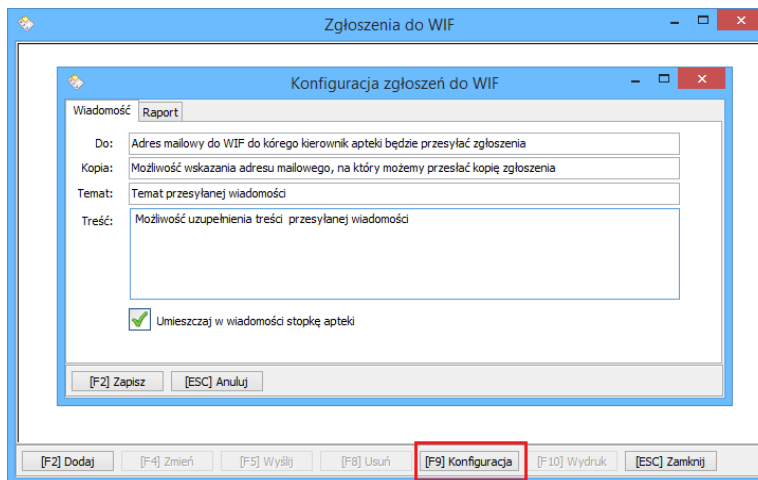 Zgłoszenia do WIF
Konfiguracja zgłoszeń do WIF
Wiadomość Raport
Do: Adres mailowy do WIF do kórego kierownik apteki będzie przesyłać zgłoszenia
Kopia: Możliwość wskazania adresu mailowego, na który możemy przesłać kopię zgłoszenia
Temat: Temat przesyłanej wiadomości
Treść: Możliwość uzupełnienia treści przesyłanej wiadomości
Umieszczaj w wiadomości stopkę apteki
[F2] Zapisz [ESC] Anuluj
[F2] Dodaj [F4] Zmień [F5] Wyślij [F8] Usuń [F9] Konfiguracja [F10] Wydruk [ESC] Zamknij